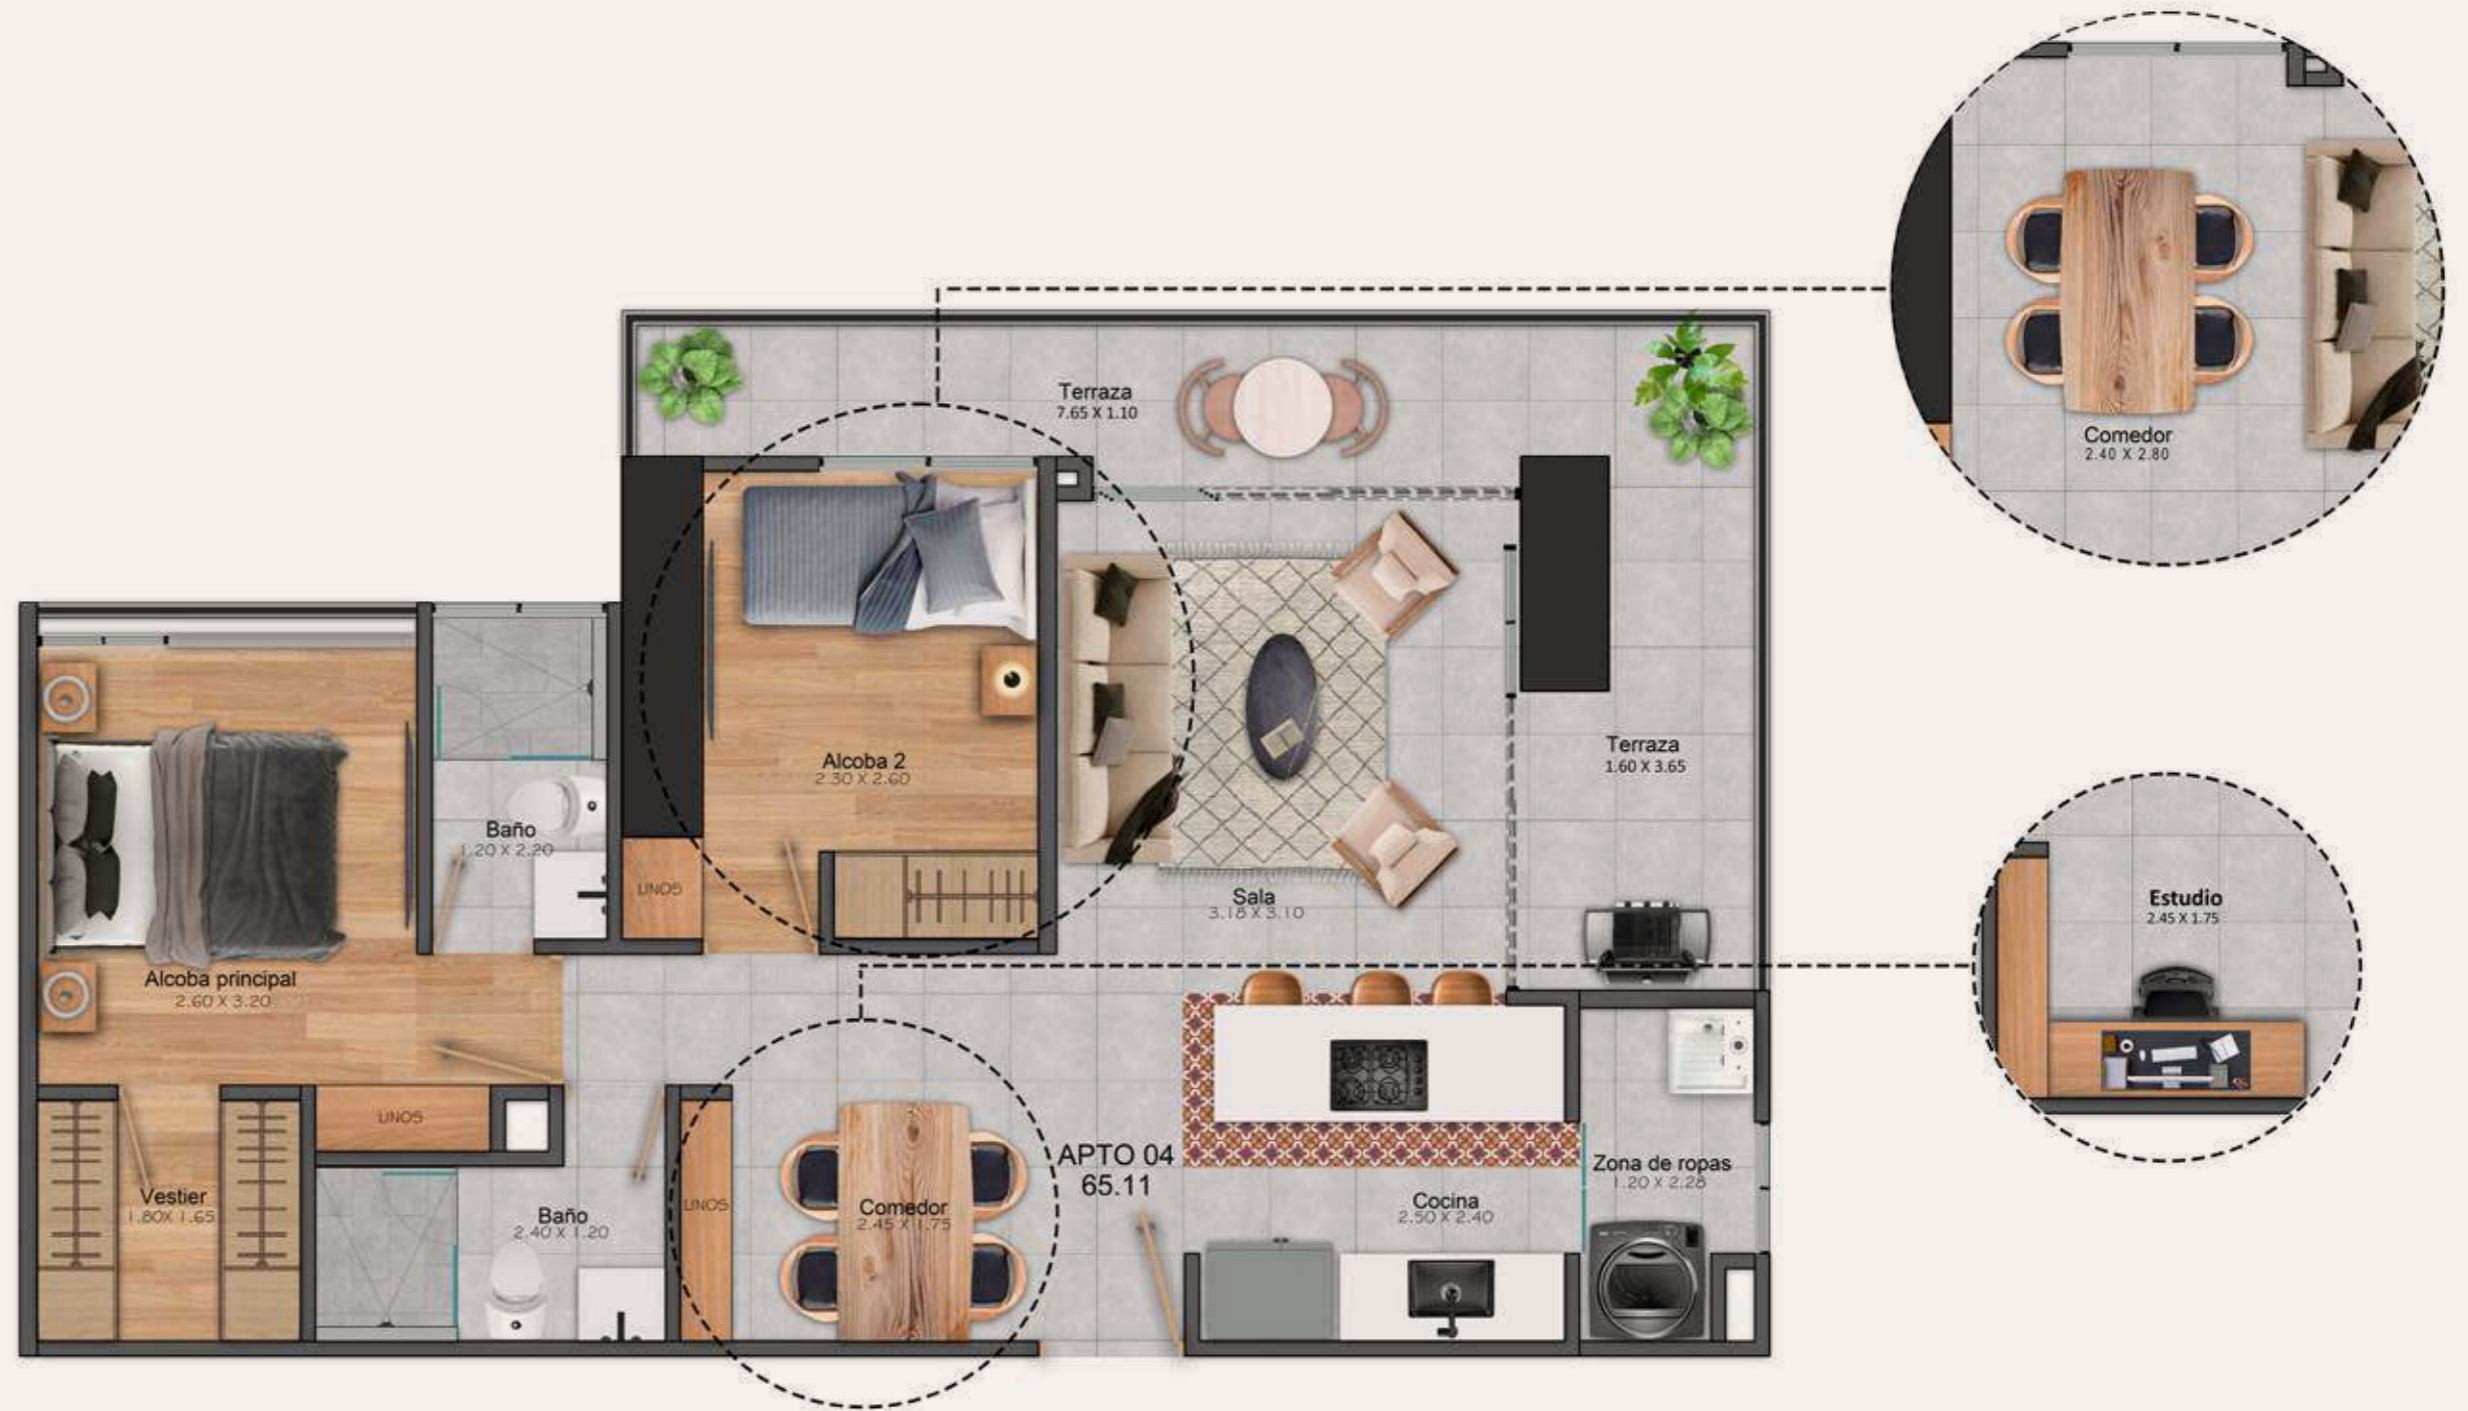 Comedor
2.40 X 2.80
Terraza
7.65 X 1.10
Alcoba 2
2.30 X 2.60
Terraza
1.60 X 3.65
Baño
1.20 X 2.20
LINOS
Sala
3.18 X 3.10
Estudio
2.45 X 1.75
Alcoba principal
2.60 X 3.20
LINOS
Vestier
1.80X 1.65
Baño
2.40 X 1.20
LINOS
Comedor
2.45 X 1.75
APTO 04
65.11
Cocina
2.50 X 2.40
Zona de ropas
1.20 X 2.28